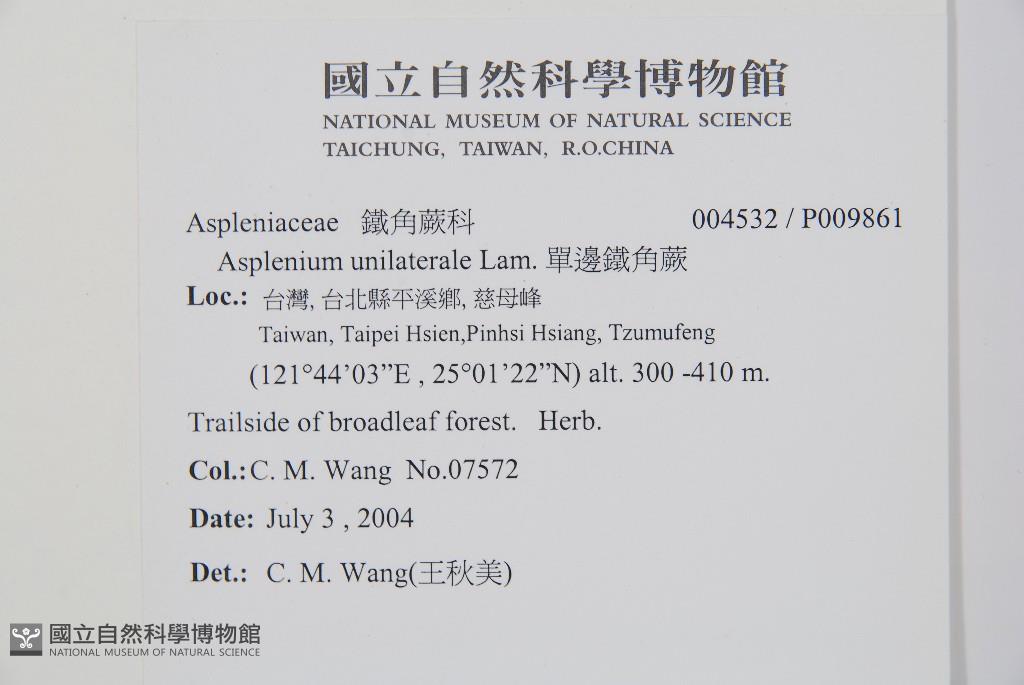 國立自然科學博物館
NATIONAL MUSEUM OF NATURAL SCIENCE
TAICHUNG, TAIWAN, R.O.CHINA
Aspleniaceae 鐵角蕨科 004532 / P009861
Asplenium unilaterale Lam. 單邊鐵角蕨
Loc.: 台灣, 台北縣平溪鄉, 慈母峰
Taiwan, Taipei Hsien,Pinhsi Hsiang, Tzumufeng
(121°44’03”E , 25°01’22”N) alt. 300 -410 m.
Trailside of broadleaf forest. Herb.
Col.: C. M. Wang No.07572
Date: July 3 , 2004
Det.: C. M. Wang(王秋美)
國立自然科學博物館
NATIONAL MUSEUM OF NATURAL SCIENCE